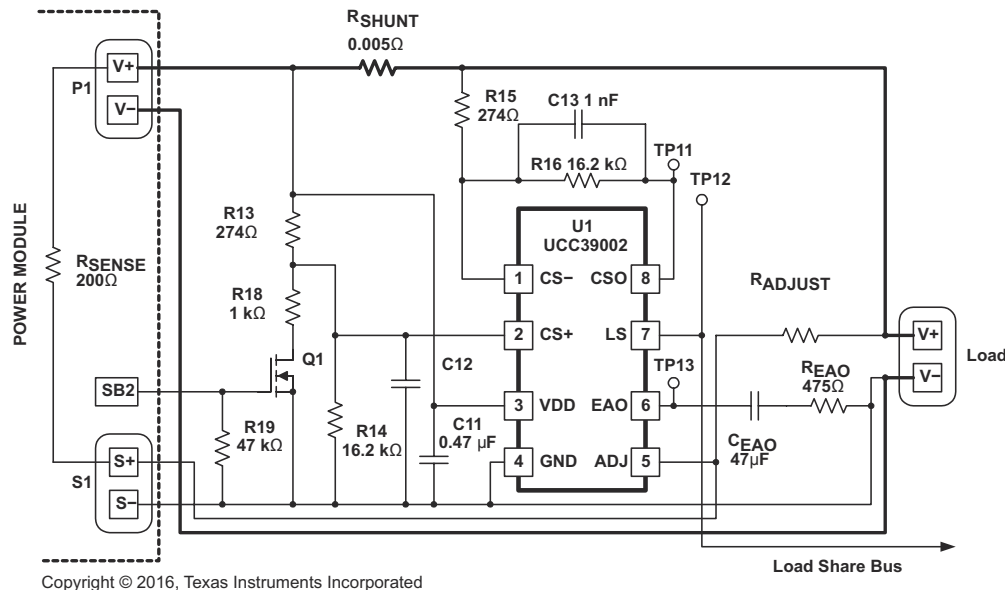 RSHUNT
0.005Ω
P1
V+
V−
R15
274Ω
C13 1 nF
R16 16.2 kΩ
TP11
TP12
POWER MODULE
RSENSE
200Ω
R13
274Ω
R18
1 kΩ
Q1
U1
UCC39002
1 CS−
CSO 8
2 CS+
LS 7
3 VDD
EAO 6
4 GND
ADJ 5
RADJUST
V+
V−
Load
TP13
REAO
475Ω
CEAO
47µF
C12
C11
0.47 µF
SB2
R19
47 kΩ
R14
16.2 kΩ
S1
S+
S−
Load Share Bus
Copyright © 2016, Texas Instruments Incorporated